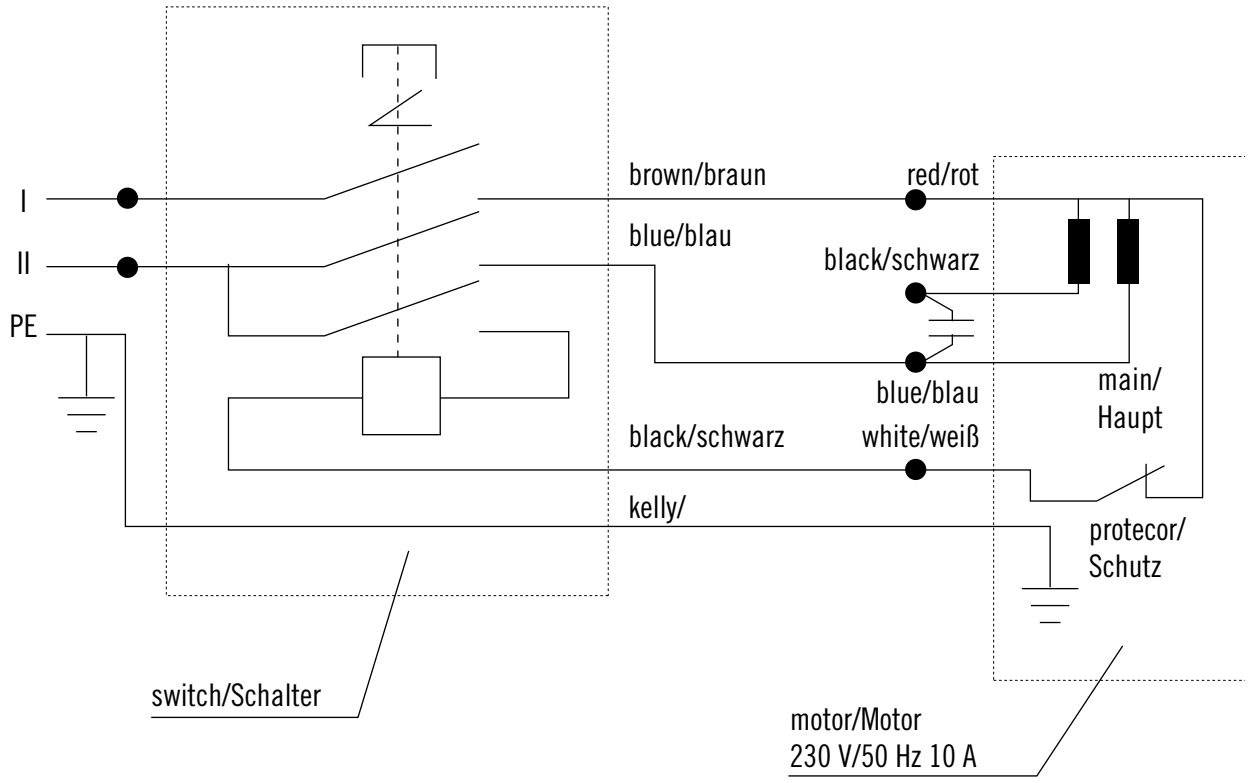 I
II
PE
brown/braun
red/rot
blue/blau
black/schwarz
blue/blau
main/
Haupt
black/schwarz
white/weiß
kelly/
protecor/
Schutz
switch/Schalter
motor/Motor
230 V/50 Hz 10 A